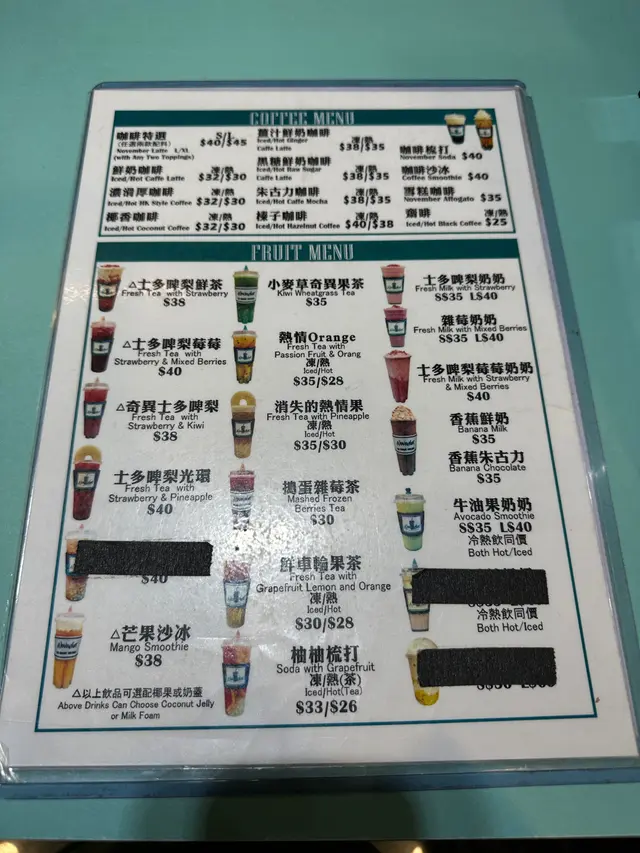 COFFEE MENU
咖啡特選
(任選兩款配料)
November Latte L/XL
(with Any Two Toppings)
S/L
$40/$45
鮮奶咖啡
Iced/Hot Caffe Latte
凍/熱
$32/$30
濃滑厚咖啡
Iced/Hot HK Style Coffee
凍/熱
$32/$30
椰香咖啡
Iced/Hot Coconut Coffee
凍/熱
$32/$30
薑汁鮮奶咖啡
Iced/Hot Ginger
Caffe Latte
凍/熱
$38/$35
黑糖鮮奶咖啡
Iced/Hot Raw Sugar
Caffe Latte
凍/熱
$38/$35
朱古力咖啡
Iced/Hot Caffe Mocha
凍/熱
$38/$35
榛子咖啡
Iced/Hot Hazelnut Coffee
凍/熱
$40/$38
咖啡梳打
November Soda $40
咖啡沙冰
Coffee Smoothie $40
雪糕咖啡
November Affogato $35
齋啡
Iced/Hot Black Coffee
凍/熱
$25
FRUIT MENU
△士多啤梨鮮茶
Fresh Tea with Strawberry
$38
△士多啤梨莓莓
Fresh Tea with
Strawberry & Mixed Berries
$40
△奇異士多啤梨
Fresh Tea with
Strawberry & Kiwi
$38
士多啤梨光環
Fresh Tea with
Strawberry & Pineapple
$40
$40
△芒果沙冰
Mango Smoothie
$38
△以上飲品可選配椰果或奶蓋
Above Drinks Can Choose Coconut Jelly
or Milk Foam
小麥草奇異果茶
Kiwi Wheatgrass Tea
$35
熱情Orange
Fresh Tea with
Passion Fruit & Orang
凍/熱
Iced/Hot
$35/$28
消失的熱情果
Fresh Tea with Pineapple
凍/熱
Iced/Hot
$35/$30
搗蛋雜莓茶
Mashed Frozen
Berries Tea
$30
鮮車輪果茶
Fresh Tea with
Grapefruit Lemon and Orange
凍/熱
Iced/Hot
$30/$28
柚柚梳打
Soda with Grapefruit
凍/熱(茶)
Iced/Hot(Tea)
$33/$26
士多啤梨奶奶
Fresh Milk with Strawberry
S$35 L$40
雜莓奶奶
Fresh Milk with Mixed Berries
S$35 L$40
士多啤梨莓莓奶奶
Fresh Milk with Strawberry
& Mixed Berries
$40
香蕉鮮奶
Banana Milk
$35
香蕉朱古力
Banana Chocolate
$35
牛油果奶奶
Avocado Smoothie
S$35 L$40
冷熱飲同價
Both Hot/Iced
冷熱飲同價
Both Hot/Iced